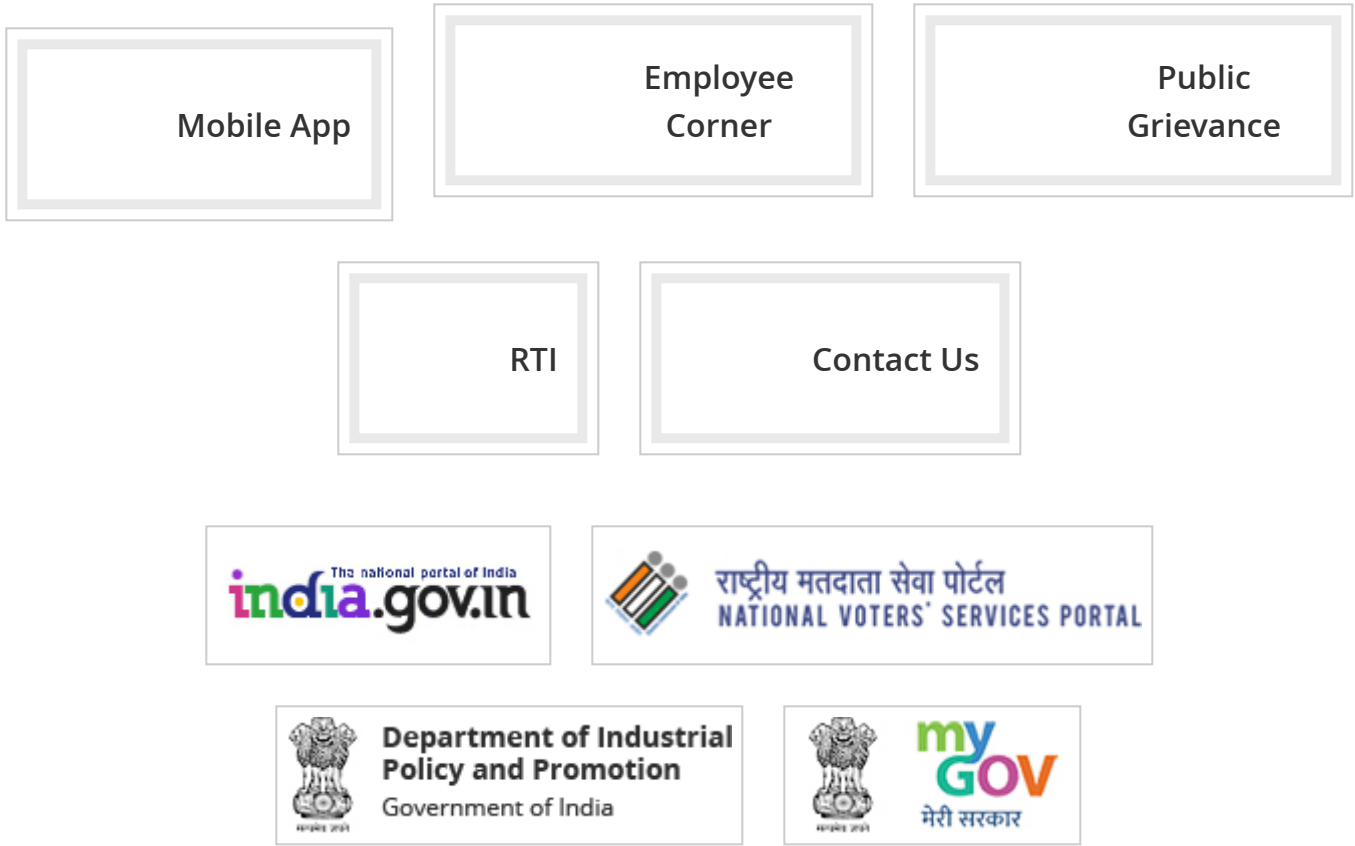 Mobile App
Employee
Corner
Public
Grievance
RTI
Contact Us
The national portal of India
india.gov.in
राष्ट्रीय मतदाता सेवा पोर्टल
NATIONAL VOTERS' SERVICES PORTAL
Department of Industrial
Policy and Promotion
Government of India
my
GOV
मेरी सरकार